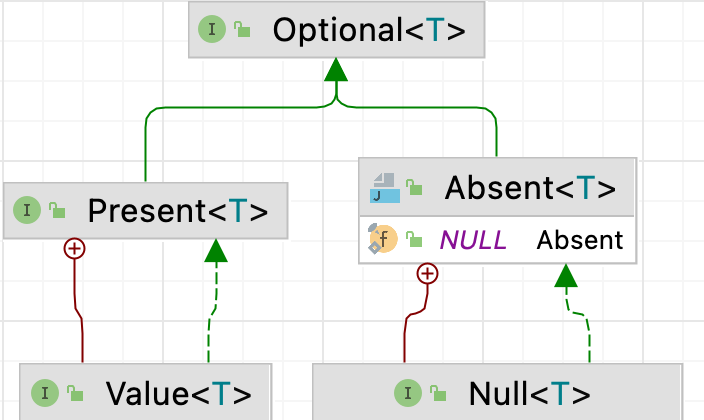 I Optional<T>
I Present<T>
J Absent<T>
f NULL Absent
I Value<T>
I Null<T>